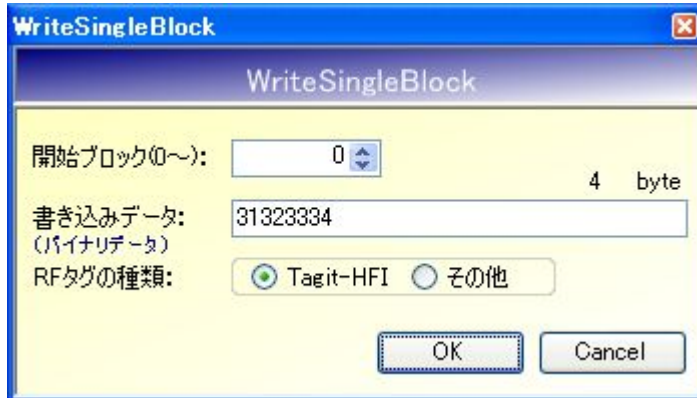 WriteSingleBlock
WriteSingleBlock
開始ブロック(0～):
0
4 byte
書き込みデータ:
31323334
(バイナリデータ)
RFタグの種類:
Tagit-HFI その他
OK Cancel